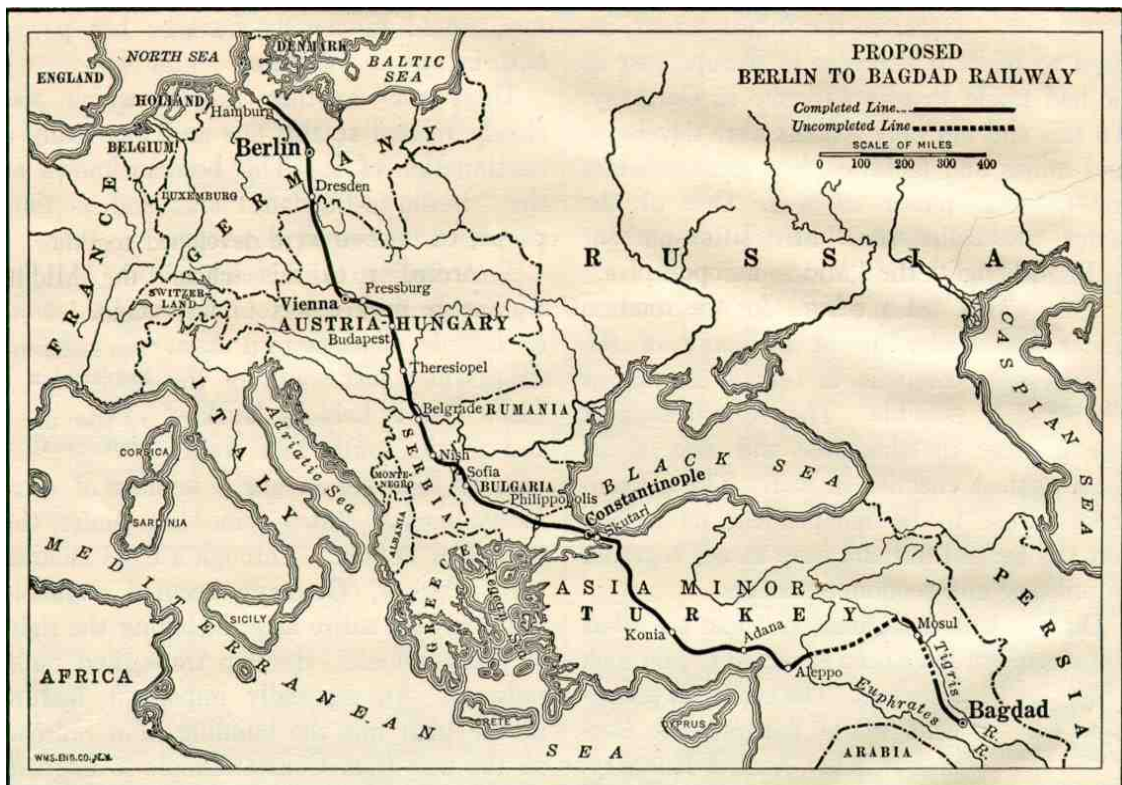 PROPOSED
BERLIN TO BAGDAD RAILWAY
Completed Line
Uncompleted Line
SCALE OF MILES
0 100 200 300 400
NORTH SEA
DENMARK
BALTIC
SEA
ENGLAND
HOLLAND
Hamburg
BELGIUM
Berlin
GERMANY
Dresden
LUXEMBURG
FRANCE
RUSSIA
SWITZER-
LAND
Vienna
Pressburg
AUSTRIA-HUNGARY
Budapest
Theresiopel
CASPIAN SEA
ITALY
Adriatic Sea
Belgrade
RUMANIA
SERBIA
CORSICA
Nish
Sofia
MONTE-
NEGRO
BULGARIA
Philippopolis
BLACK SEA
Constantinople
Skutari
SARDINIA
ALBANIA
GREECE
ASIA MINOR
TURKEY
PERSIA
SICILY
Konia
Adana
Mosul
Aleppo
Tigris R.
Euphrates R.
Bagdad
AFRICA
MEDITERRANEAN
SEA
CRETE
CYPRUS
ARABIA